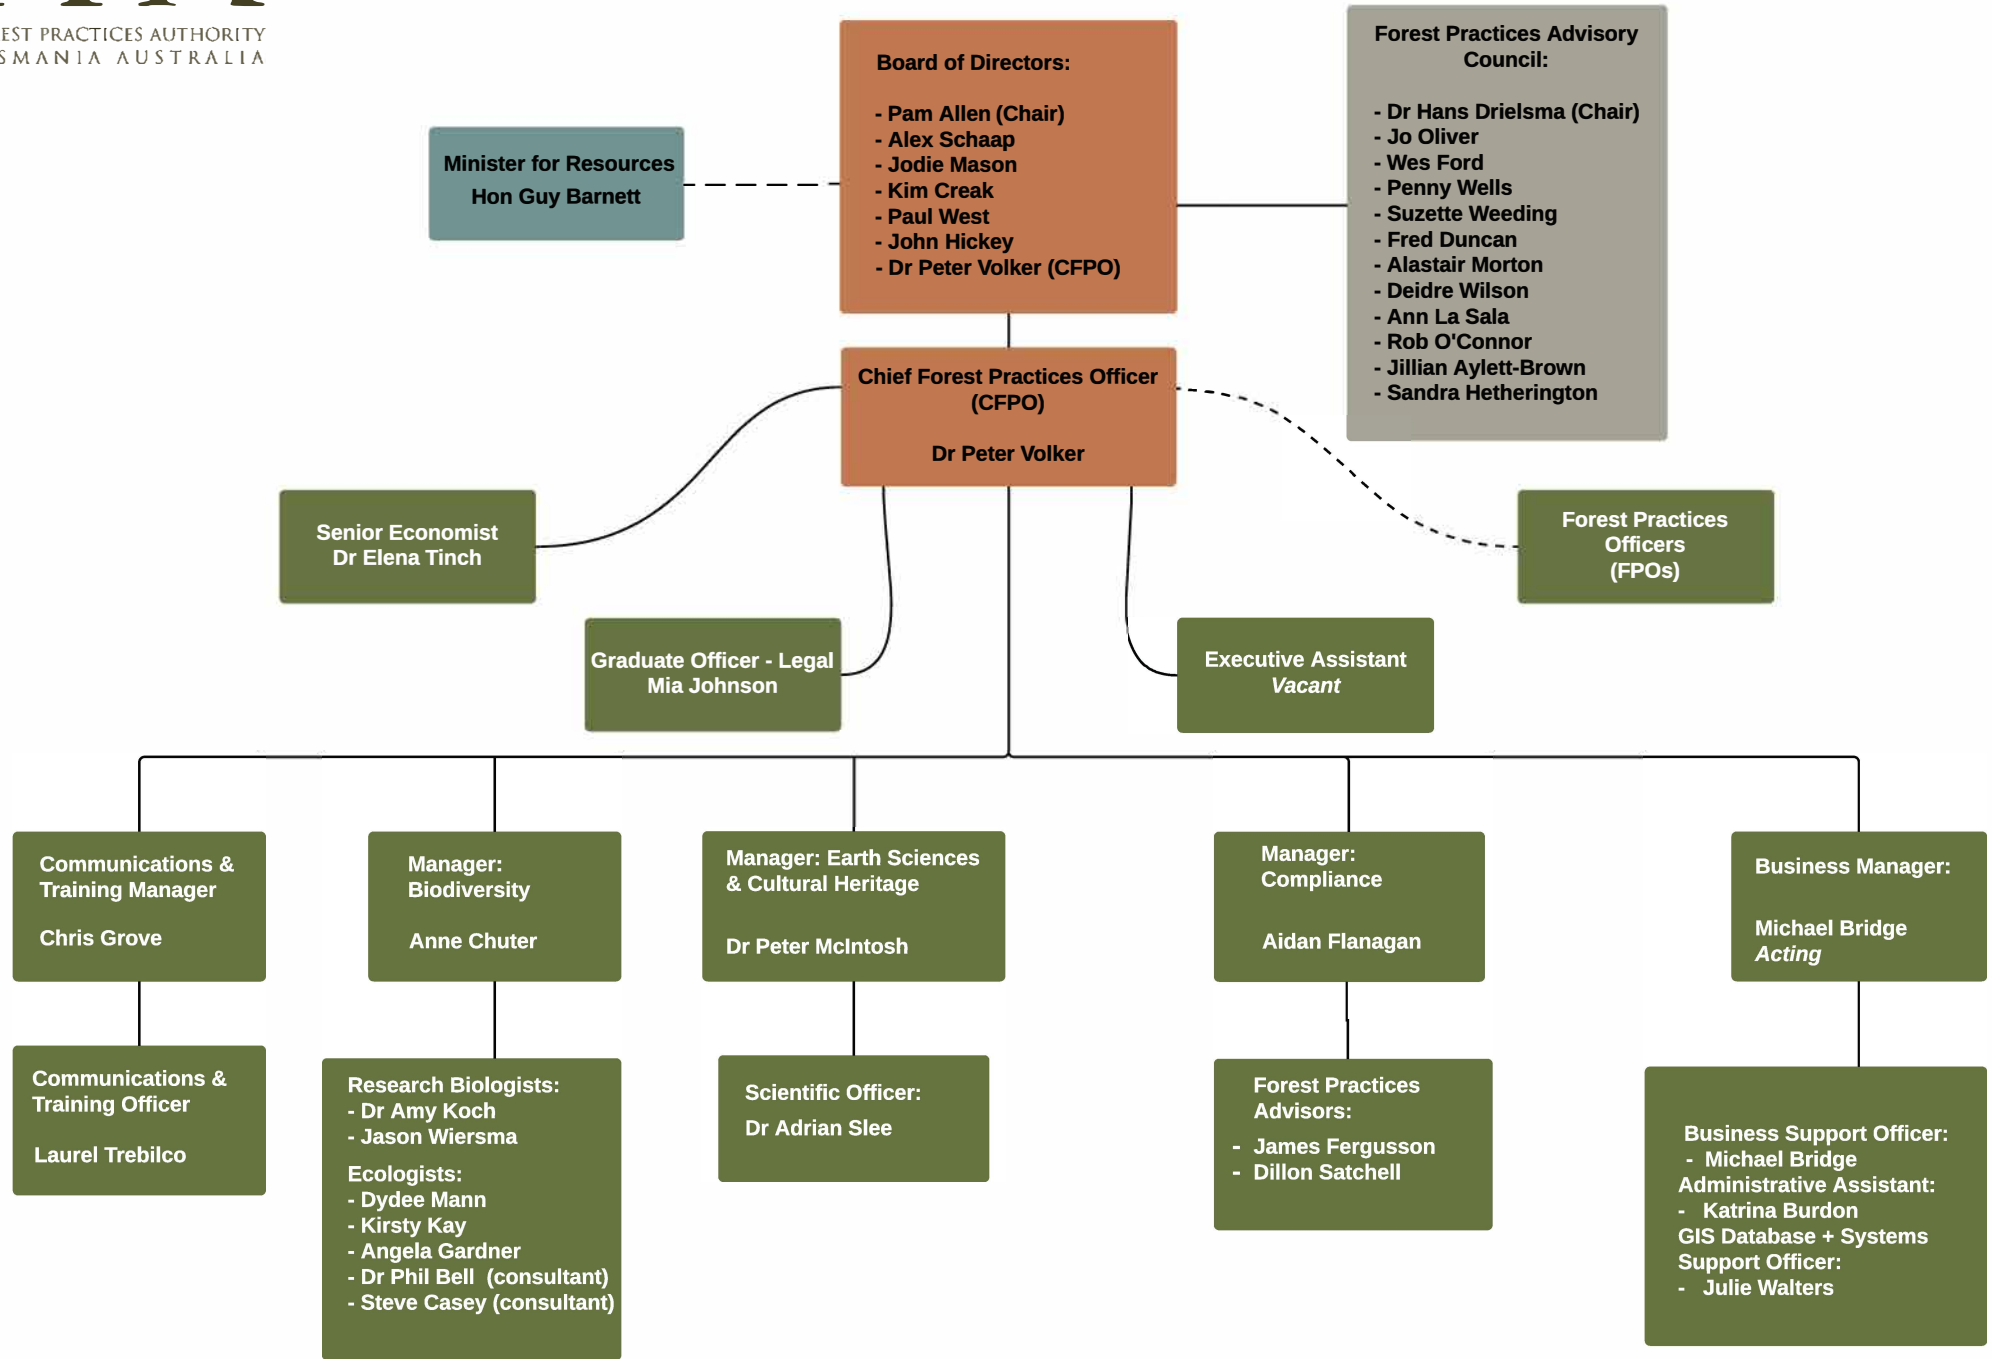 PRACTICES AUTHORITY
AUSTRALIA
Board of Directors:
- Pam Allen (Chair)
- Alex Schaap
- Jodie Mason
- Kim Creak
- Paul West
- John Hickey
- Dr Peter Volker (CFPO)
Forest Practices Advisory
Council:
- Dr Hans Drielsma (Chair)
- Jo Oliver
- Wes Ford
- Penny Wells
- Suzette Weeding
- Fred Duncan
- Alastair Morton
- Deidre Wilson
- Ann La Sala
- Rob O'Connor
- Jillian Aylett-Brown
- Sandra Hetherington
Minister for Resources
Hon Guy Barnett
Chief Forest Practices Officer
(CFPO)
Dr Peter Volker
Senior Economist
Dr Elena Tinch
Forest Practices
Officers
(FPOs)
Graduate Officer - Legal
Mia Johnson
Executive Assistant
Vacant
Communications &
Training Manager
Chris Grove
Manager:
Biodiversity
Anne Chuter
Manager: Earth Sciences
& Cultural Heritage
Dr Peter McIntosh
Manager:
Compliance
Aidan Flanagan
Business Manager:
Michael Bridge
Acting
Communications &
Training Officer
Laurel Trebilco
Research Biologists:
- Dr Amy Koch
- Jason Wiersma
Ecologists:
- Dydee Mann
- Kirsty Kay
- Angela Gardner
- Dr Phil Bell (consultant)
- Steve Casey (consultant)
Scientific Officer:
Dr Adrian Slee
Forest Practices
Advisors:
- James Fergusson
- Dillon Satchell
Business Support Officer:
- Michael Bridge
Administrative Assistant:
- Katrina Burdon
GIS Database + Systems
Support Officer:
- Julie Walters